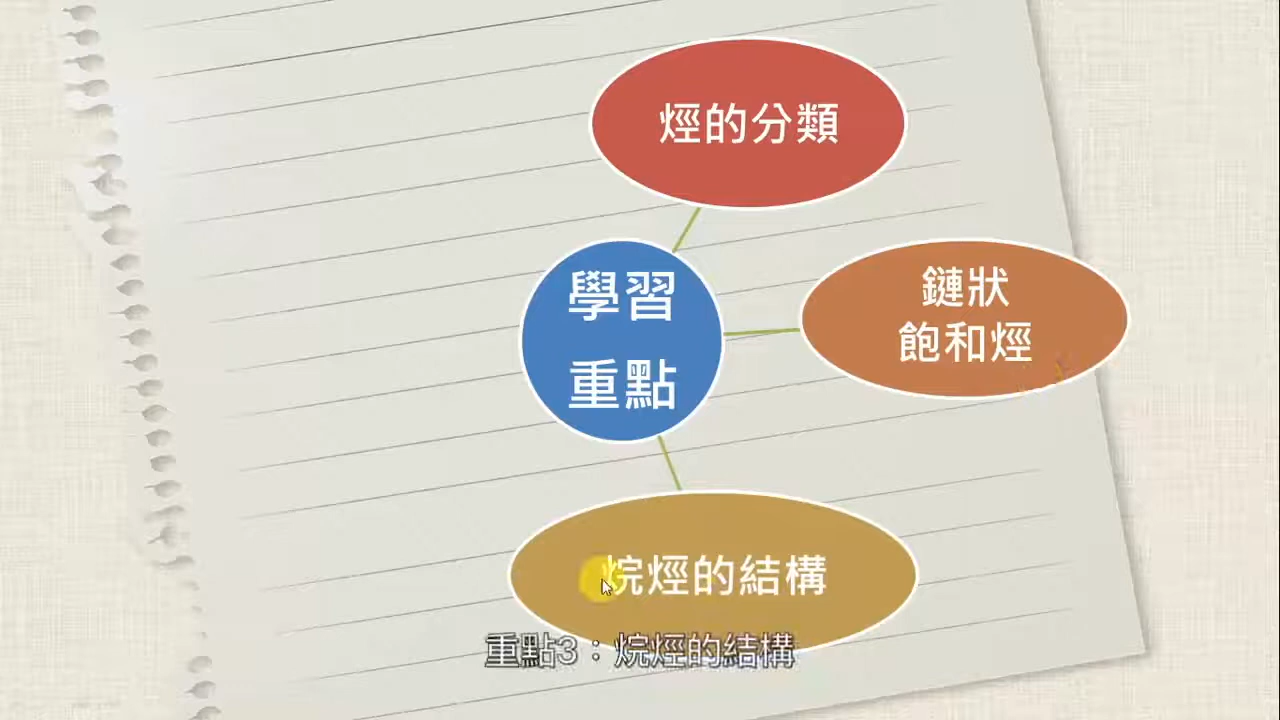 烴的分類
學習
重點
鏈狀
飽和烴
烷烴的結構
重點3：烷烴的結構